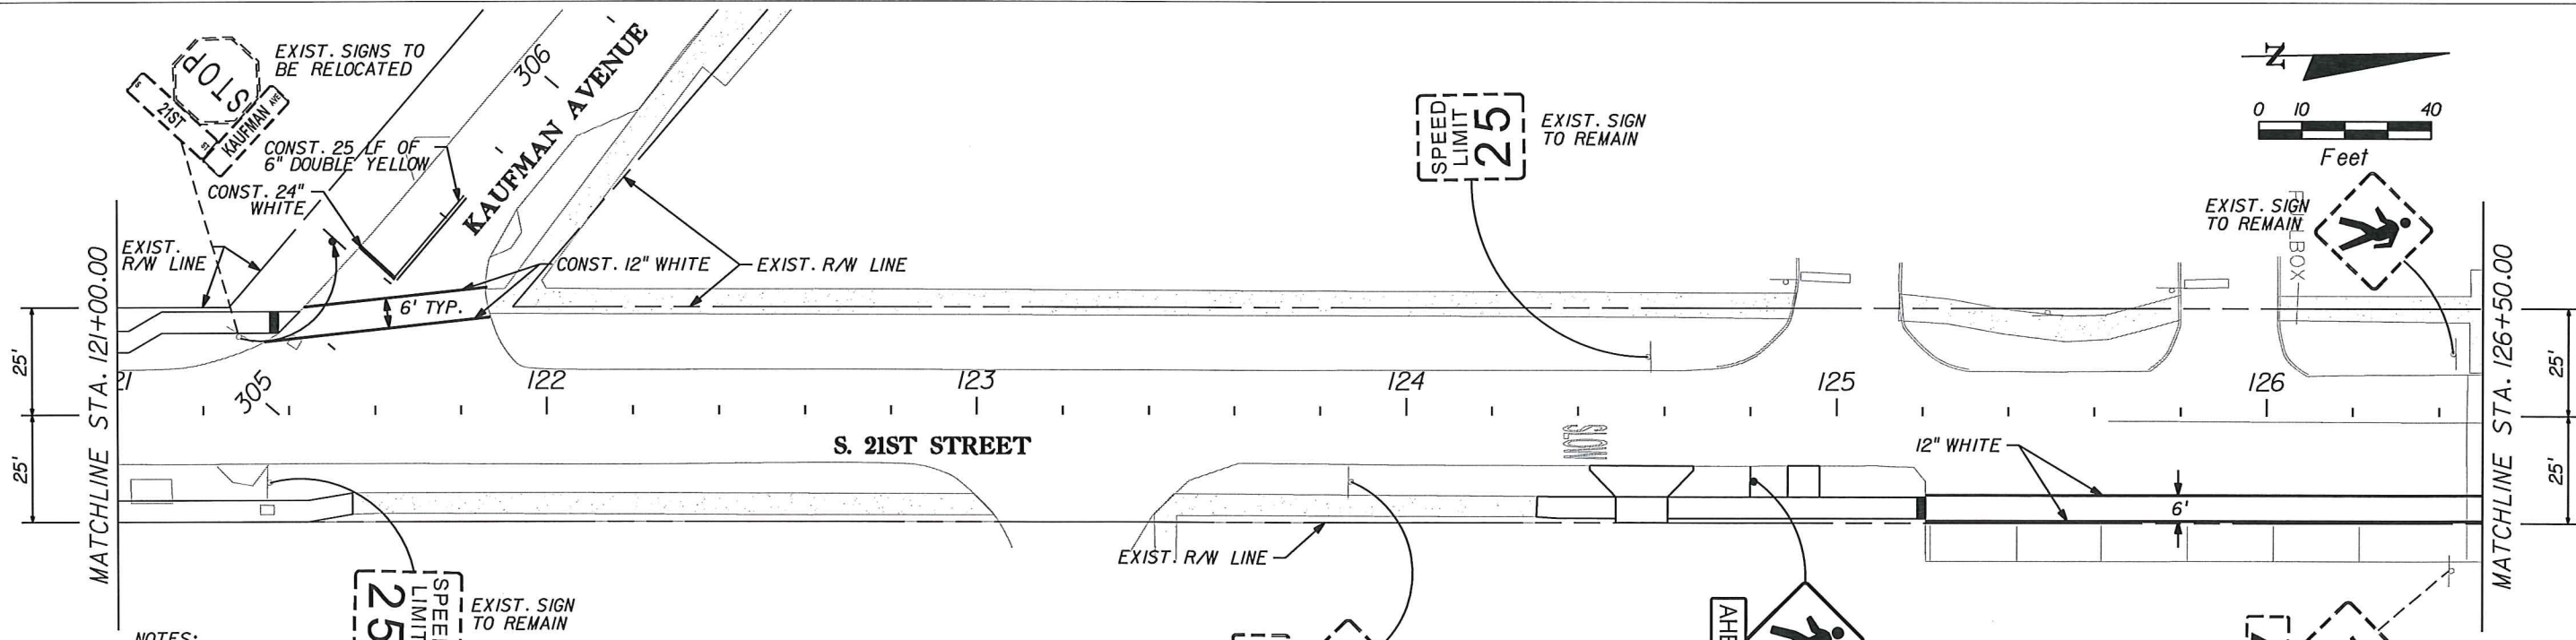 EXIST. SIGNS TO
BE RELOCATED
STOP
S 21ST ST
KAUFMAN AVE
CONST. 25 LF OF
6" DOUBLE YELLOW
CONST. 24"
WHITE
EXIST.
R/W LINE
306
KAUFMAN AVENUE
CONST. 12" WHITE
EXIST. R/W LINE
6' TYP.
SPEED
LIMIT
25
EXIST. SIGN
TO REMAIN
N
0 10 40
Feet
EXIST. SIGN
TO REMAIN
MATCHLINE STA. 121+00.00
25'
25'
21
305
122
123
124
125
126
S. 21ST STREET
SLOW
12" WHITE
6'
EXIST. R/W LINE
MATCHLINE STA. 126+50.00
25'
25'
SPEED
LIMIT
25
EXIST. SIGN
TO REMAIN
NOTES: